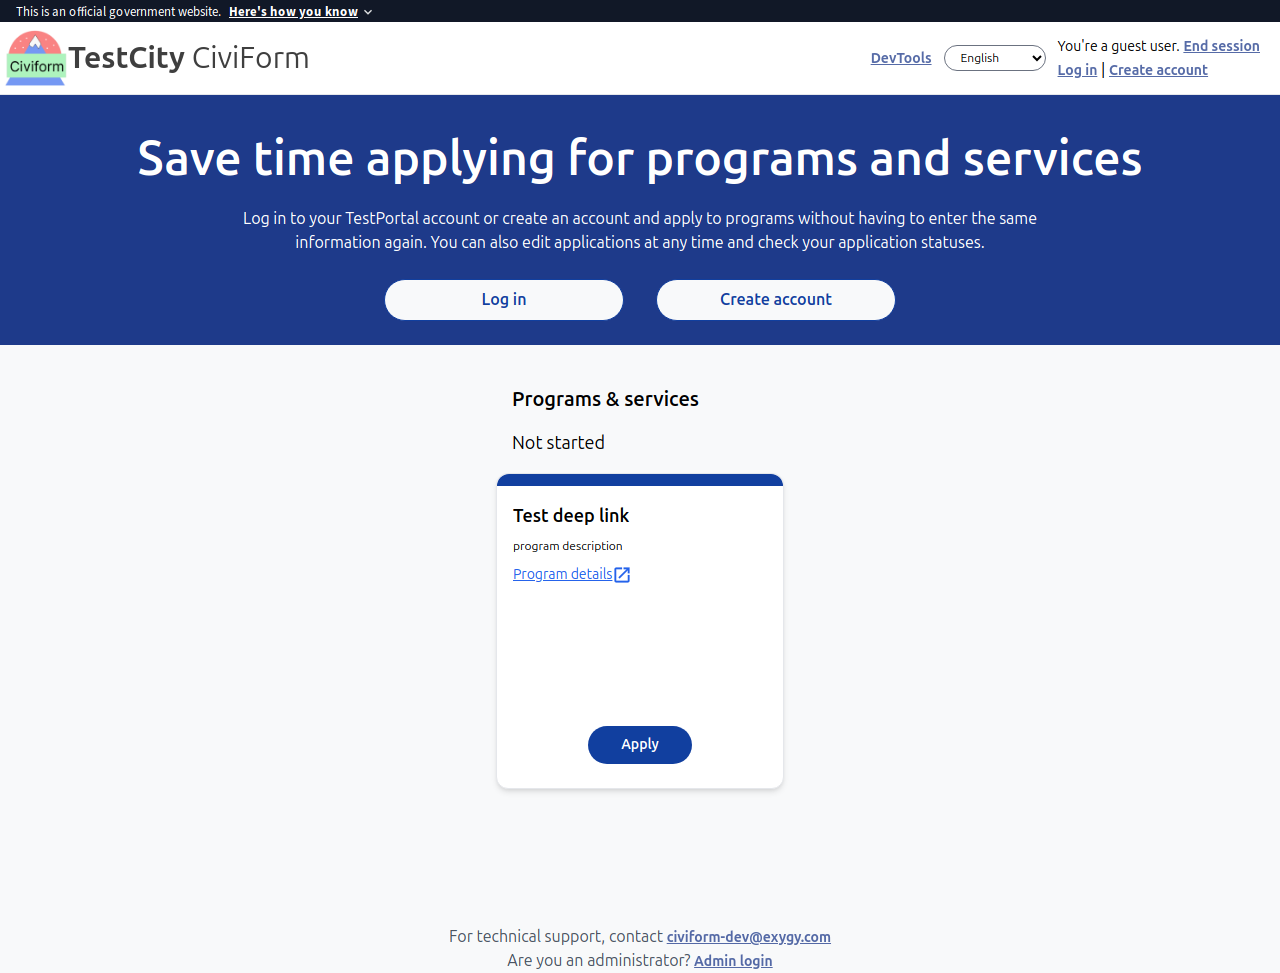 This is an official government website. Here's how you know
Civiform
TestCity CiviForm
DevTools
English
You're a guest user. End session
Log in | Create account
Save time applying for programs and services
Log in to your TestPortal account or create an account and apply to programs without having to enter the same
information again. You can also edit applications at any time and check your application statuses.
Log in
Create account
Programs & services
Not started
Test deep link
program description
Program details
Apply
For technical support, contact civiform-dev@exygy.com
Are you an administrator? Admin login